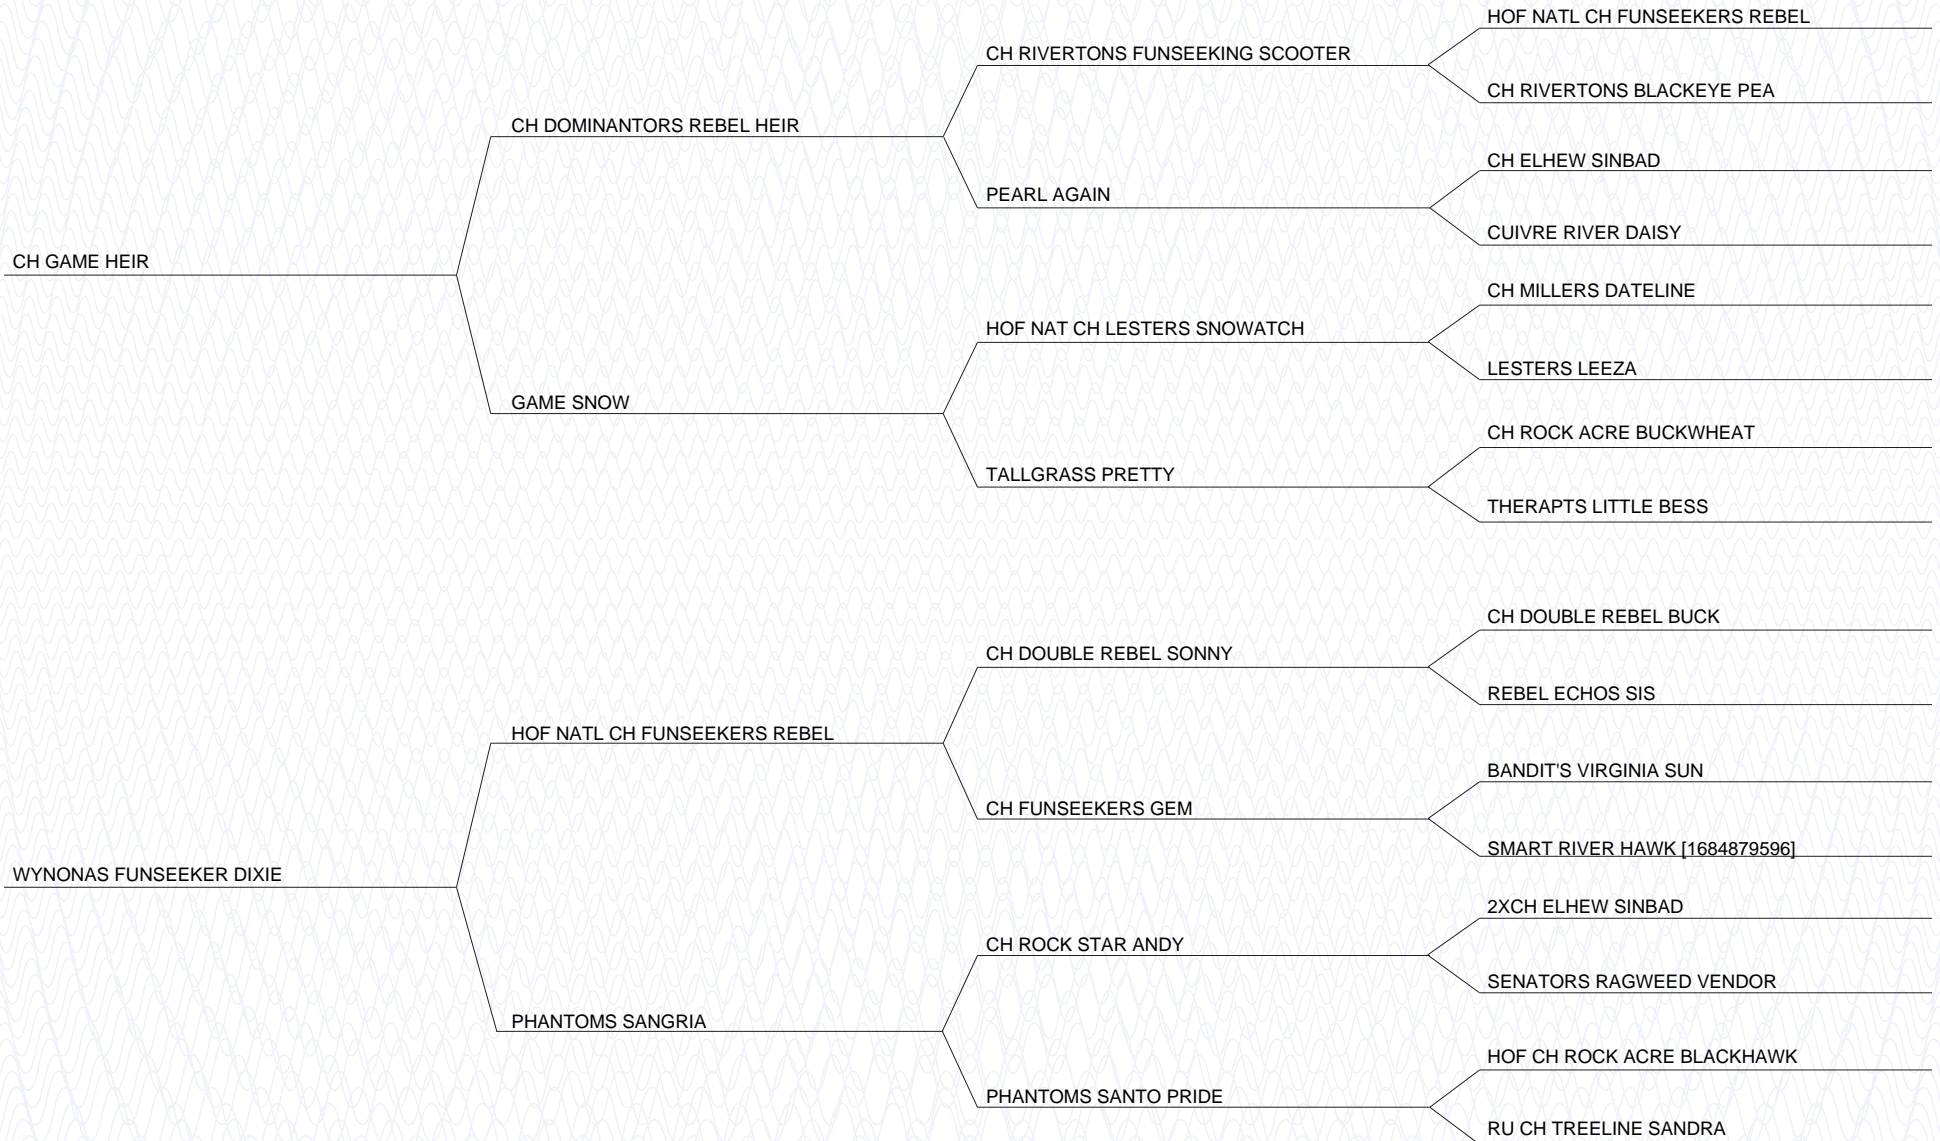 HOF NATL CH FUNSEEKERS REBEL
CH RIVERTONS FUNSEEKING SCOOTER
CH RIVERTONS BLACKEYE PEA
CH DOMINANTORS REBEL HEIR
CH ELHEW SINBAD
PEARL AGAIN
CUIVRE RIVER DAISY
CH GAME HEIR
CH MILLERS DATELINE
HOF NAT CH LESTERS SNOWATCH
LESTERS LEEZA
GAME SNOW
CH ROCK ACRE BUCKWHEAT
TALLGRASS PRETTY
THERAPTS LITTLE BESS
CH DOUBLE REBEL BUCK
CH DOUBLE REBEL SONNY
REBEL ECHOS SIS
HOF NATL CH FUNSEEKERS REBEL
BANDIT'S VIRGINIA SUN
CH FUNSEEKERS GEM
SMART RIVER HAWK [1684879596]
WYNONAS FUNSEEKER DIXIE
2XCH ELHEW SINBAD
CH ROCK STAR ANDY
SENATORS RAGWEED VENDOR
PHANTOMS SANGRIA
HOF CH ROCK ACRE BLACKHAWK
PHANTOMS SANTO PRIDE
RU CH TREELINE SANDRA